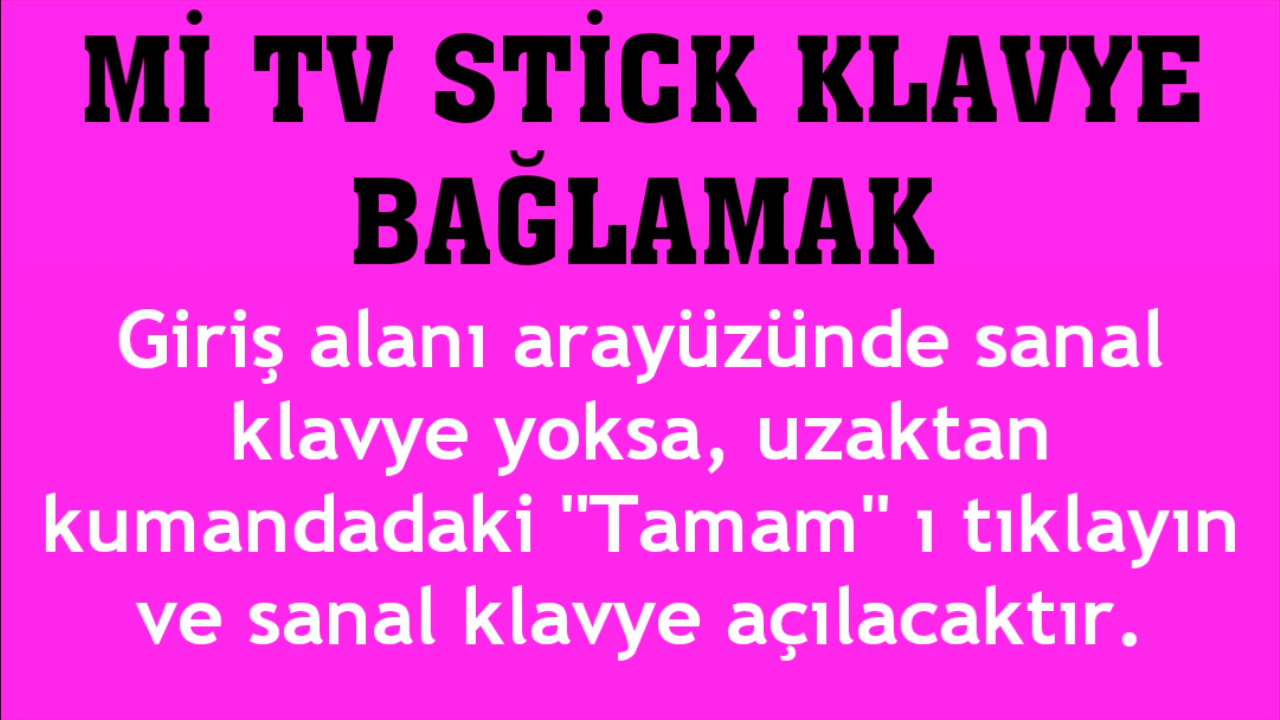 Mİ TV STİCK KLAVYE
BAĞLAMAK
Giriş alanı arayüzünde sanal
klavye yoksa, uzaktan
kumandadaki "Tamam" ı tıklayın
ve sanal klavye açılacaktır.